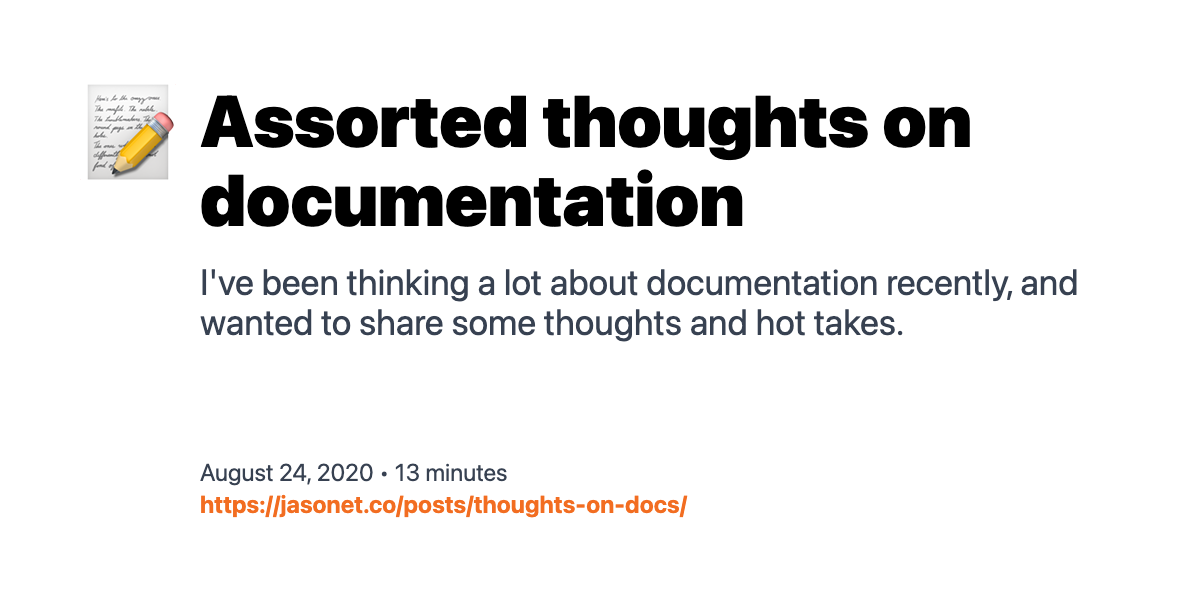 Assorted thoughts on
documentation
I've been thinking a lot about documentation recently, and
wanted to share some thoughts and hot takes.
August 24, 2020 • 13 minutes
https://jasonet.co/posts/thoughts-on-docs/